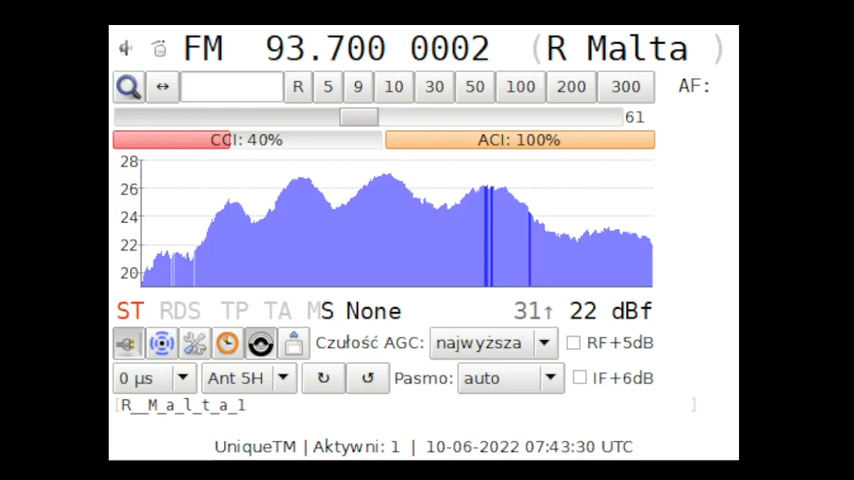 FM 93.700 0002 (R Malta )
R 5 9 10 30 50 100 200 300 AF:
61
CCI: 40% ACI: 100%
28
26
24
22
20
ST RDS TP TA MS None 31↑ 22 dBf
Czułość AGC: najwyższa RF+5dB
0 µs Ant 5H ↻ ↺ Pasmo: auto IF+6dB
[R__M_a_l_t_a_1 ]
UniqueTM | Aktywni: 1 | 10-06-2022 07:43:30 UTC